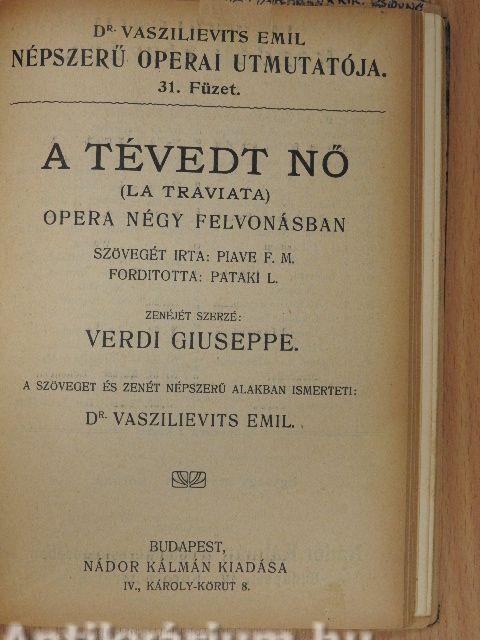 DR. VASZILIEVITS EMIL
NÉPSZERŰ OPERAI UTMUTATÓJA.
31. Füzet.
A TÉVEDT NŐ
(LA TRAVIATA)
OPERA NÉGY FELVONÁSBAN
SZÖVEGÉT IRTA: PIAVE F. M.
FORDITOTTA: PATAKI L.
ZENÉJÉT SZERZÉ:
VERDI GIUSEPPE.
A SZÖVEGET ÉS ZENÉT NÉPSZERŰ ALAKBAN ISMERTETI:
DR. VASZILIEVITS EMIL.
BUDAPEST,
NÁDOR KÁLMÁN KIADÁSA
IV., KÁROLY-KÖRUT 8.
Antikvárium.hu